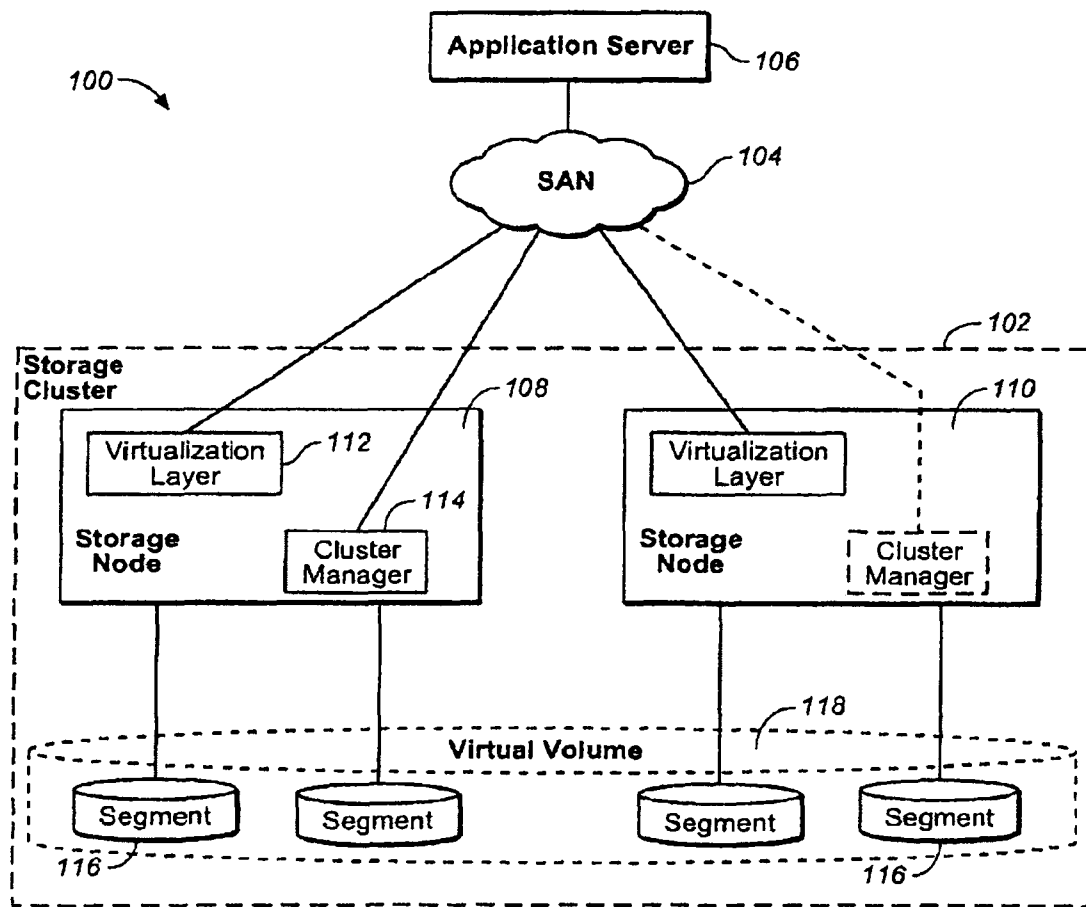 Application Server
106
100
104
SAN
102
Storage
Cluster
108
110
Virtualization
Layer
112
Virtualization
Layer
114
Storage
Node
Cluster
Manager
Storage
Node
Cluster
Manager
118
Virtual Volume
Segment
Segment
Segment
Segment
116
116